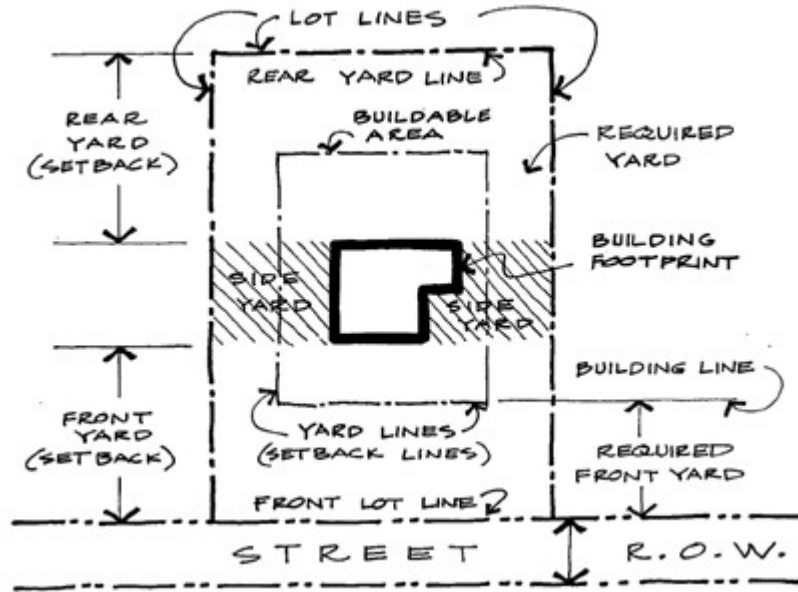 LOT LINES
REAR YARD LINE
REAR
YARD
(SETBACK)
BUILDABLE
AREA
REQUIRED
YARD
BUILDING
FOOTPRINT
SIDE
YARD
SIDE
YARD
BUILDING LINE
FRONT
YARD
(SETBACK)
YARD LINES
(SETBACK LINES)
REQUIRED
FRONT YARD
FRONT LOT LINE
STREET R.O.W.